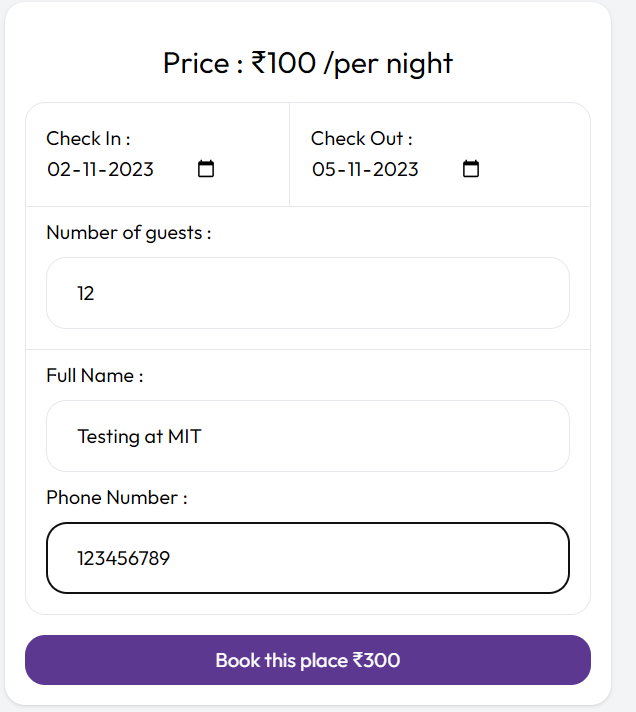 Price : ₹100 /per night
Check In :
02-11-2023
Check Out :
05-11-2023
Number of guests :
12
Full Name :
Testing at MIT
Phone Number :
123456789
Book this place ₹300